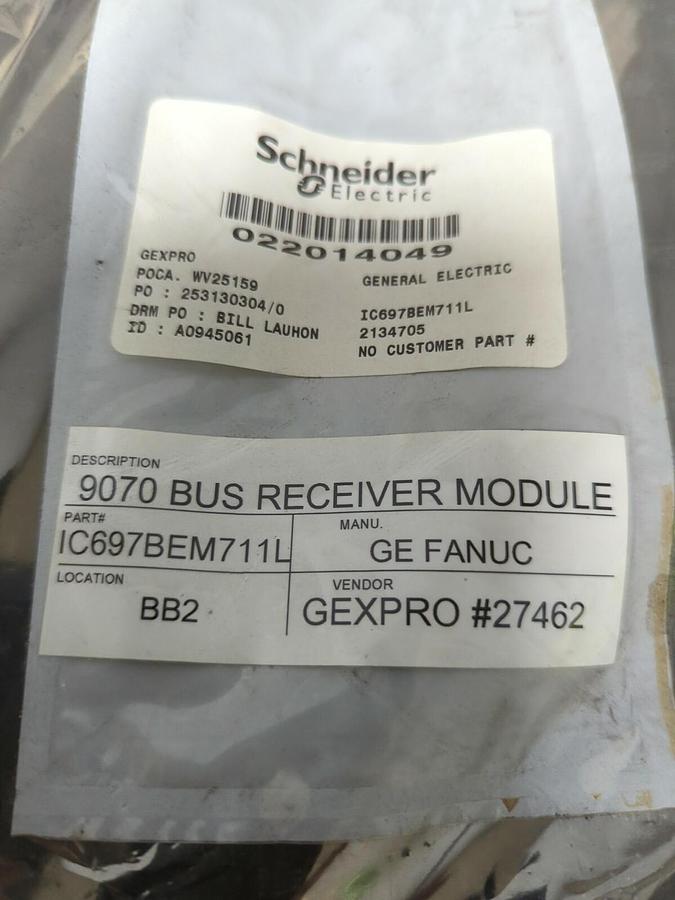 Schneider
Electric
022014049
GEXPRO
POCA. WV25159
PO : 253130304/0
DRM PO : BILL LAUHON
ID : A0945061
GENERAL ELECTRIC
IC697BEM711L
2134705
NO CUSTOMER PART #
DESCRIPTION
9070 BUS RECEIVER MODULE
PART#
IC697BEM711L
MANU.
GE FANUC
LOCATION
BB2
VENDOR
GEXPRO #27462